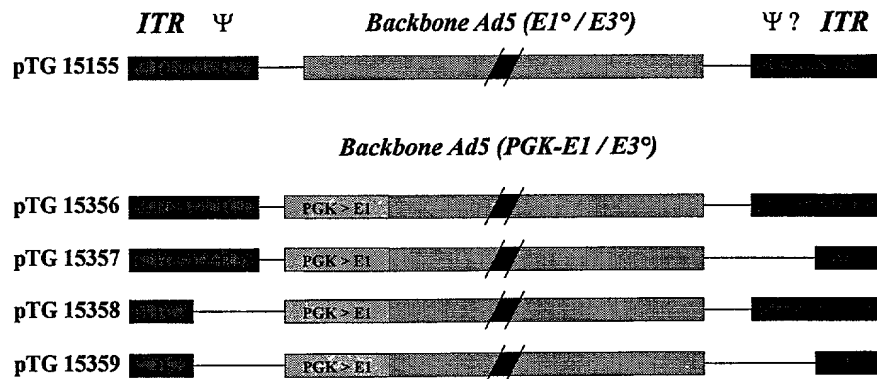 ITR Ψ Backbone Ad5 (E1° / E3°) Ψ ? ITR
pTG 15155
Backbone Ad5 (PGK-E1 / E3°)
pTG 15356 PGK > E1
pTG 15357 PGK > E1
pTG 15358 PGK > E1
pTG 15359 PGK > E1